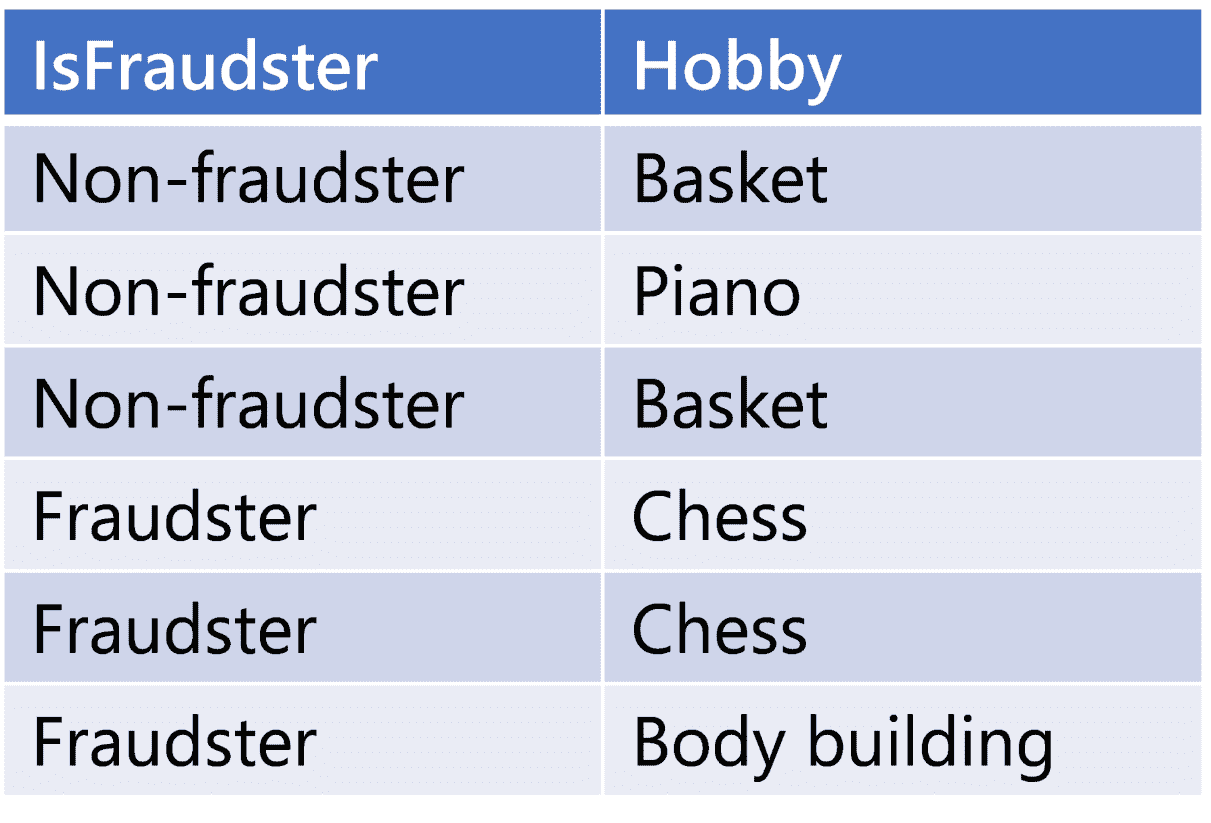 IsFraudster Hobby
Non-fraudster Basket
Non-fraudster Piano
Non-fraudster Basket
Fraudster Chess
Fraudster Chess
Fraudster Body building